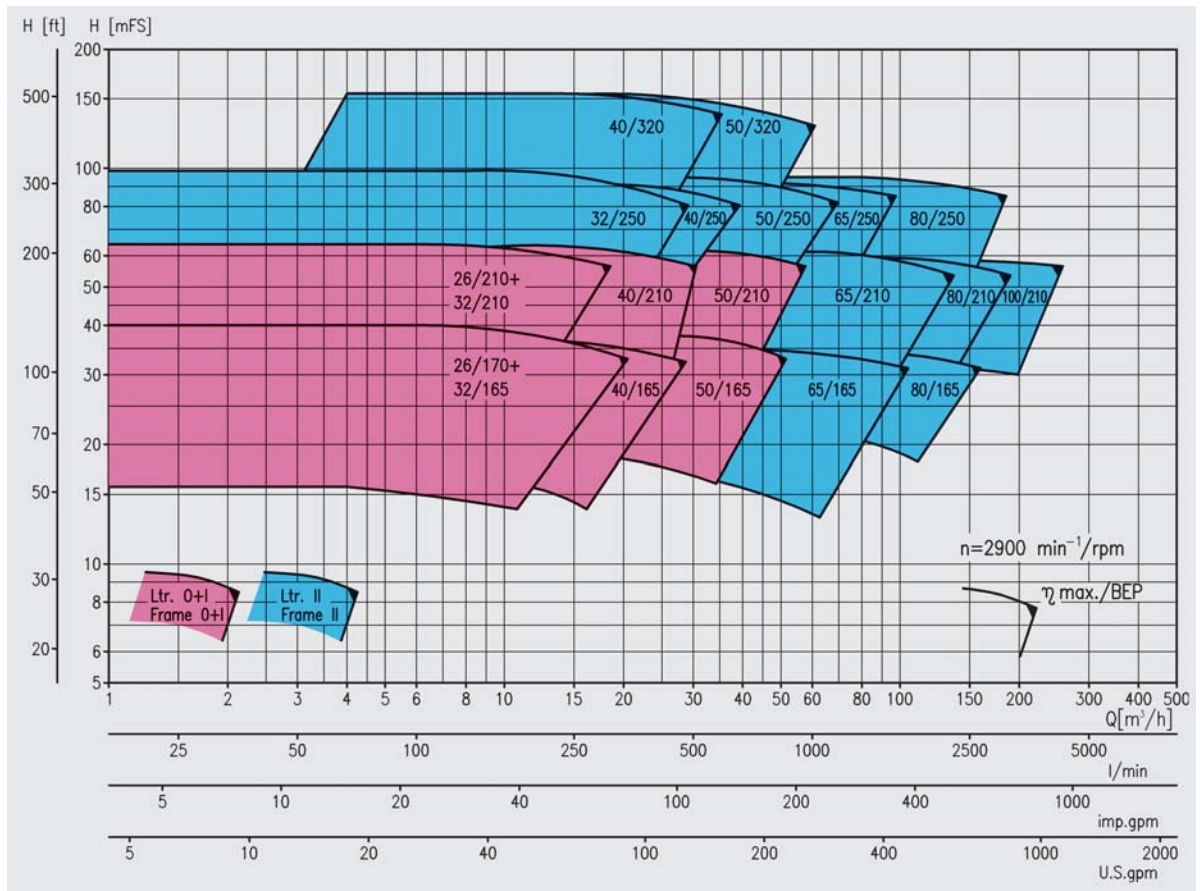 H [ft] H [mFS]
200
500
150
40/320 50/320
100
300
80
32/250 40/250 50/250 65/250 80/250
200
60
50
26/210+
32/210
40/210 50/210 65/210 80/210 100/210
40
100
30
26/170+
32/165
40/165 50/165 65/165 80/165
70
20
50
15
n=2900 min⁻¹/rpm
10
30
Ltr. 0+I
Frame 0+I
Ltr. II
Frame II
η max./BEP
8
20
6
5
1 2 3 4 5 6 8 10 15 20 30 40 50 60 80 100 150 200 300 400 500
Q[m³/h]
25 50 100 250 500 1000 2500 5000
l/min
5 10 20 40 100 200 400 1000
imp.gpm
5 10 20 40 100 200 400 1000 2000
U.S.gpm